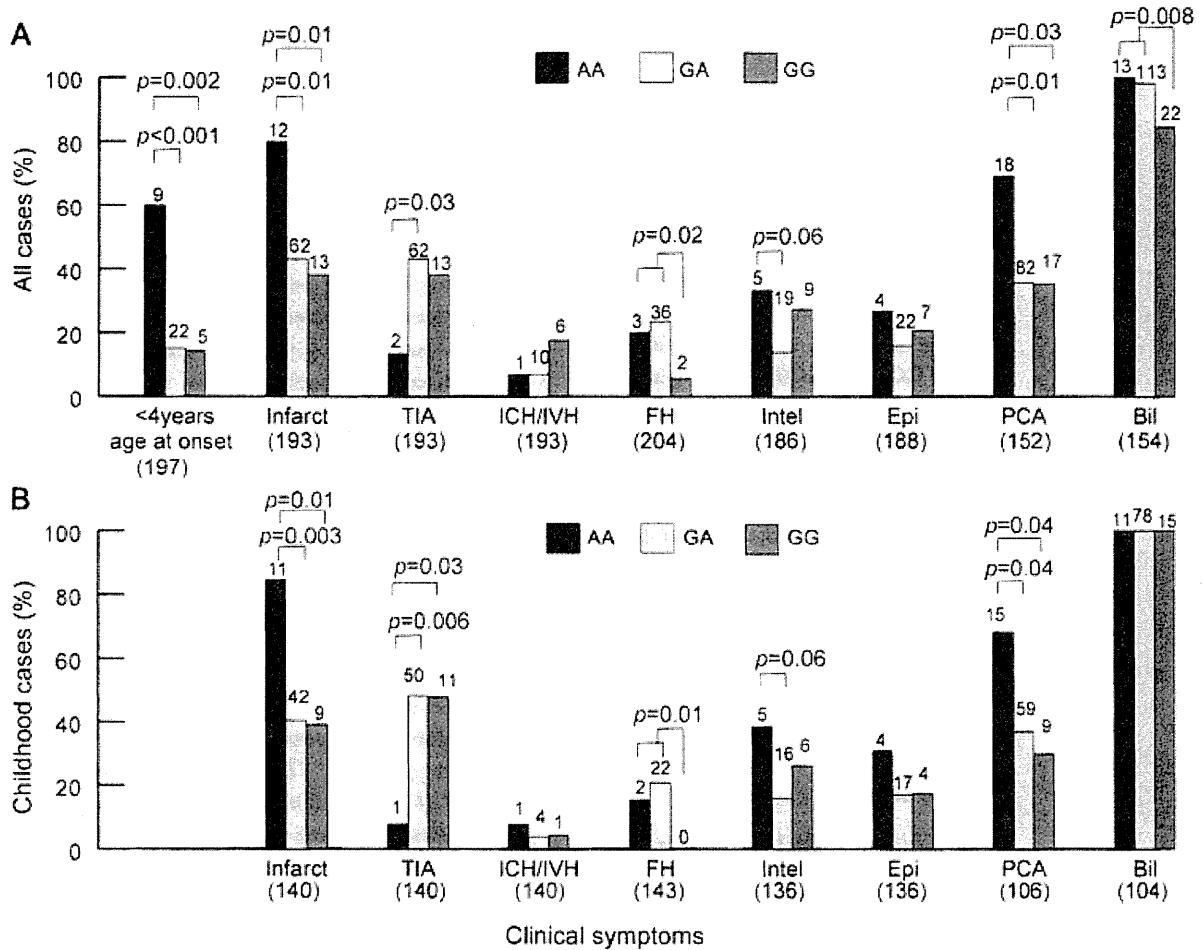 A
p=0.01
p=0.03
p=0.008
AA GA GG
p=0.002
p=0.01
p=0.01
p<0.001
p=0.03
p=0.02
p=0.06
All cases (%)
100
80
60
40
20
0
9 22 5
12 62 13
2 62 13
1 10 6
3 36 2
5 19 9
4 22 7
18 82 17
13 113 22
<4years Infarct TIA ICH/IVH FH Intel Epi PCA Bil
age at onset (193) (193) (193) (204) (186) (188) (152) (154)
(197)
B
p=0.01
p=0.003
AA GA GG
p=0.04
p=0.04
p=0.03
p=0.006
p=0.01
p=0.06
Childhood cases (%)
100
80
60
40
20
0
11 42 9
1 50 11
1 4 1
2 22 0
5 16 6
4 17 4
15 59 9
11 78 15
Infarct TIA ICH/IVH FH Intel Epi PCA Bil
(140) (140) (140) (143) (136) (136) (106) (104)
Clinical symptoms